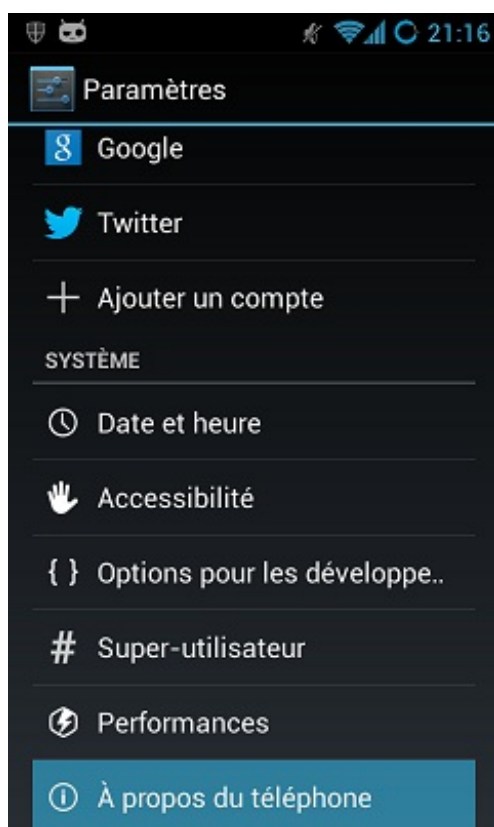 21:16
Paramètres
Google
Twitter
Ajouter un compte
SYSTÈME
Date et heure
Accessibilité
{ } Options pour les développe..
# Super-utilisateur
Performances
À propos du téléphone